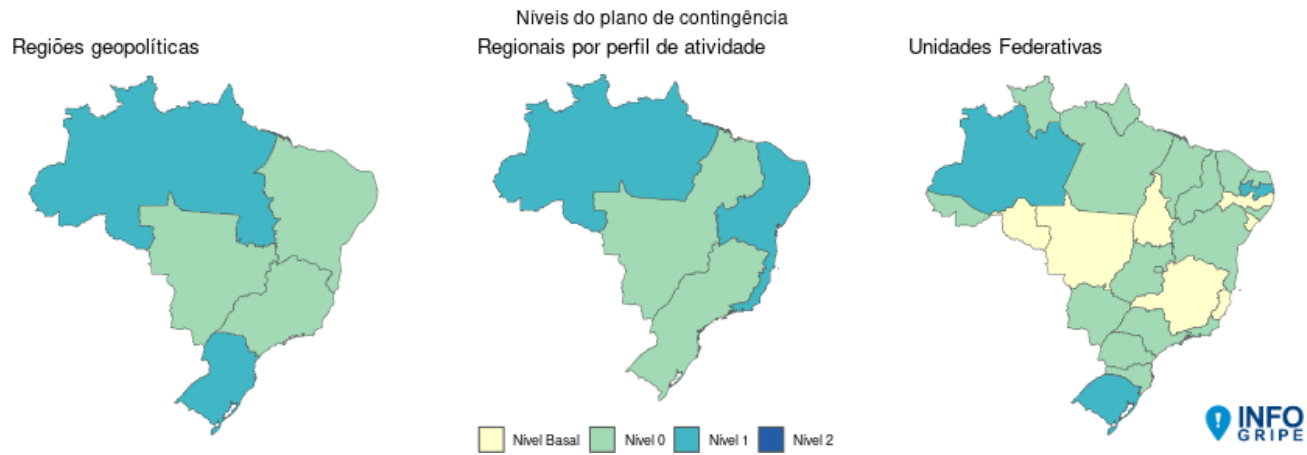 Níveis do plano de contingência
Regiões geopolíticas
Regionais por perfil de atividade
Unidades Federativas
Nível Basal
Nível 0
Nível 1
Nível 2
INFO
GRIPE